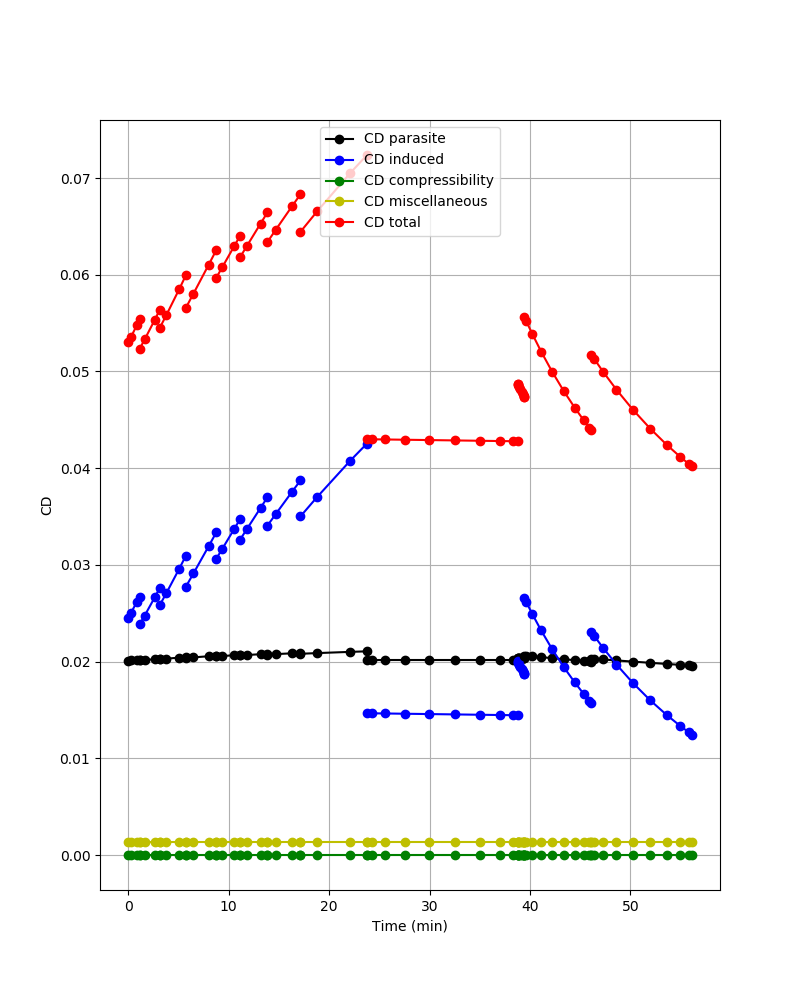 CD parasite
CD induced
CD compressibility
CD miscellaneous
CD total
0.07
0.06
0.05
0.04
0.03
0.02
0.01
0.00
CD
0 10 20 30 40 50
Time (min)